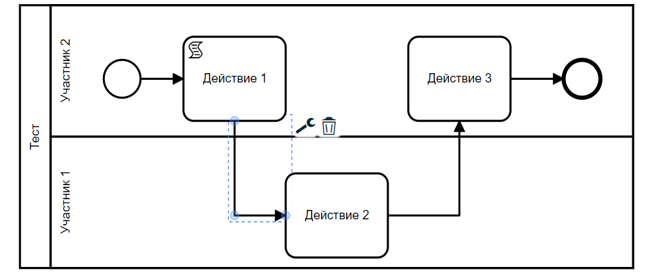 Тест
Участник 2
Действие 1
Действие 3
Участник 1
Действие 2